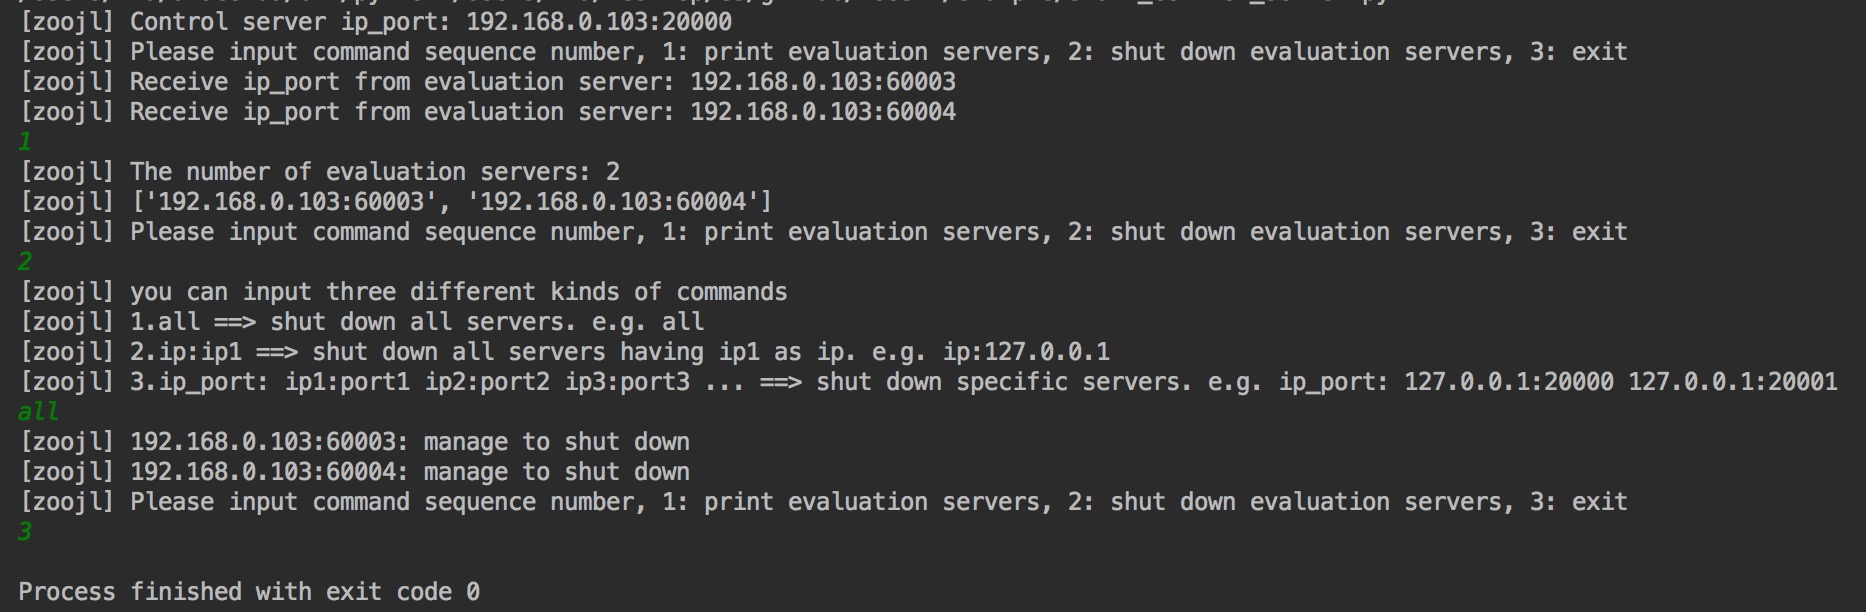 [zoojl] Control server ip_port: 192.168.0.103:20000
[zoojl] Please input command sequence number, 1: print evaluation servers, 2: shut down evaluation servers, 3: exit
[zoojl] Receive ip_port from evaluation server: 192.168.0.103:60003
[zoojl] Receive ip_port from evaluation server: 192.168.0.103:60004
1
[zoojl] The number of evaluation servers: 2
[zoojl] ['192.168.0.103:60003', '192.168.0.103:60004']
[zoojl] Please input command sequence number, 1: print evaluation servers, 2: shut down evaluation servers, 3: exit
2
[zoojl] you can input three different kinds of commands
[zoojl] 1.all ==> shut down all servers. e.g. all
[zoojl] 2.ip:ip1 ==> shut down all servers having ip1 as ip. e.g. ip:127.0.0.1
[zoojl] 3.ip_port: ip1:port1 ip2:port2 ip3:port3 ... ==> shut down specific servers. e.g. ip_port: 127.0.0.1:20000 127.0.0.1:20001
all
[zoojl] 192.168.0.103:60003: manage to shut down
[zoojl] 192.168.0.103:60004: manage to shut down
[zoojl] Please input command sequence number, 1: print evaluation servers, 2: shut down evaluation servers, 3: exit
3
Process finished with exit code 0